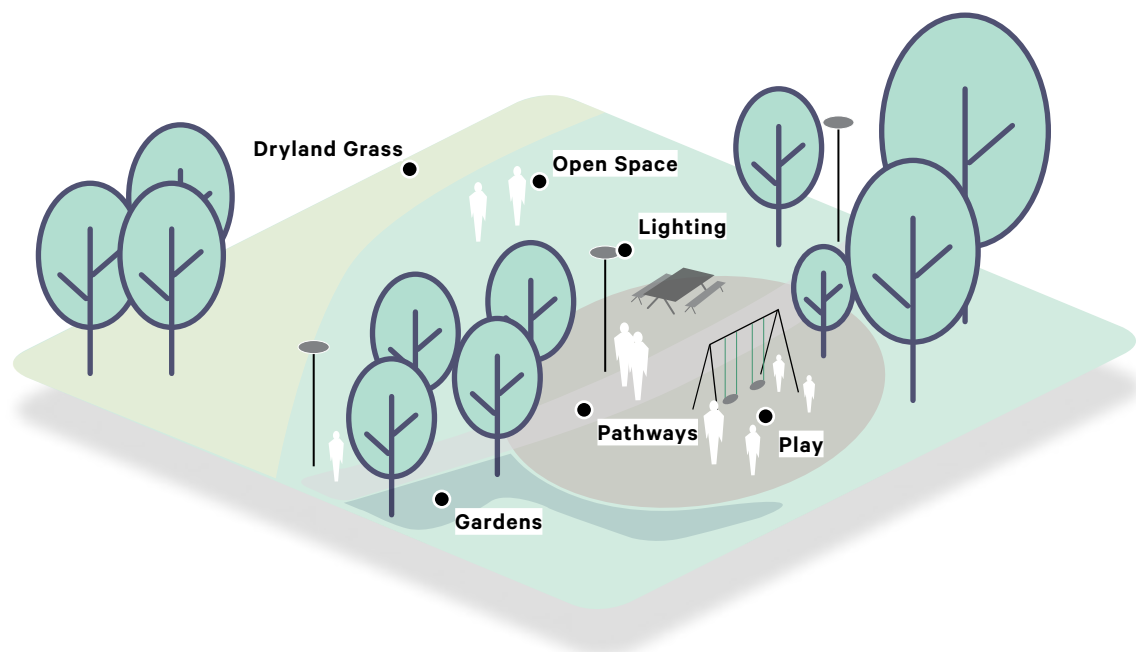 Dryland Grass
Open Space
Lighting
Pathways
Play
Gardens